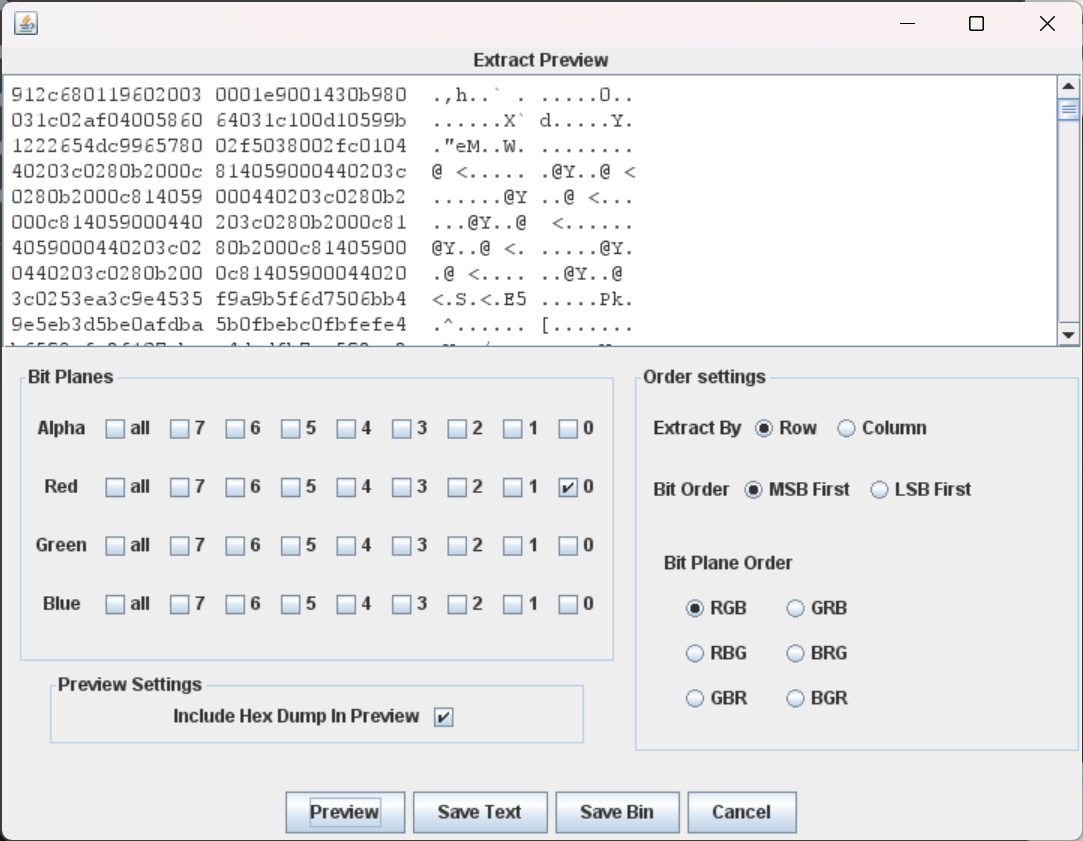 Extract Preview
912c680119602003 0001e9001430b980 .,h..` . .....0..
031c02af04005860 64031c100d10599b ......X` d.....Y.
1222654dc9965780 02f5038002fc0104 ."eM..W. ........
40203c0280b2000c 814059000440203c @ <..... .@Y..@ <
0280b2000c814059 000440203c0280b2 ......@Y ..@ <...
000c814059000440 203c0280b2000c81 ...@Y..@ <......
4059000440203c02 80b2000c81405900 @Y..@ <. .....@Y.
0440203c0280b200 0c81405900044020 .@ <.... ..@Y..@
3c0253ea3c9e4535 f9a9b5f6d7506bb4 <.S.<.E5 .....Pk.
9e5eb3d5be0afdba 5b0fbebc0fbfefe4 .^...... [.......
Bit Planes
Alpha all 7 6 5 4 3 2 1 0
Red all 7 6 5 4 3 2 1 0
Green all 7 6 5 4 3 2 1 0
Blue all 7 6 5 4 3 2 1 0
Preview Settings
Include Hex Dump In Preview
Order settings
Extract By Row Column
Bit Order MSB First LSB First
Bit Plane Order
RGB GRB
RBG BRG
GBR BGR
Preview Save Text Save Bin Cancel